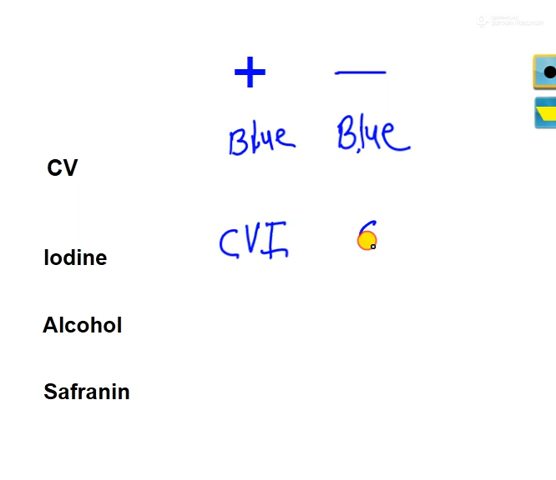 + —
Blue Blue
CV
CVI
Iodine
Alcohol
Safranin